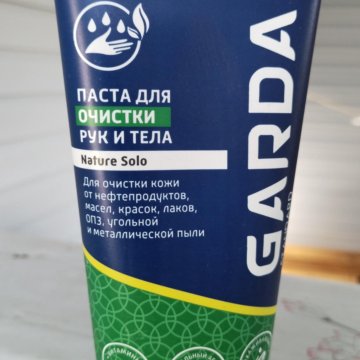 ПАСТА ДЛЯ
ОЧИСТКИ
РУК И ТЕЛА
Nature Solo
Для очистки кожи
от нефтепродуктов,
масел, красок, лаков,
ОПЗ, угольной
и металлической пыли
GARDA